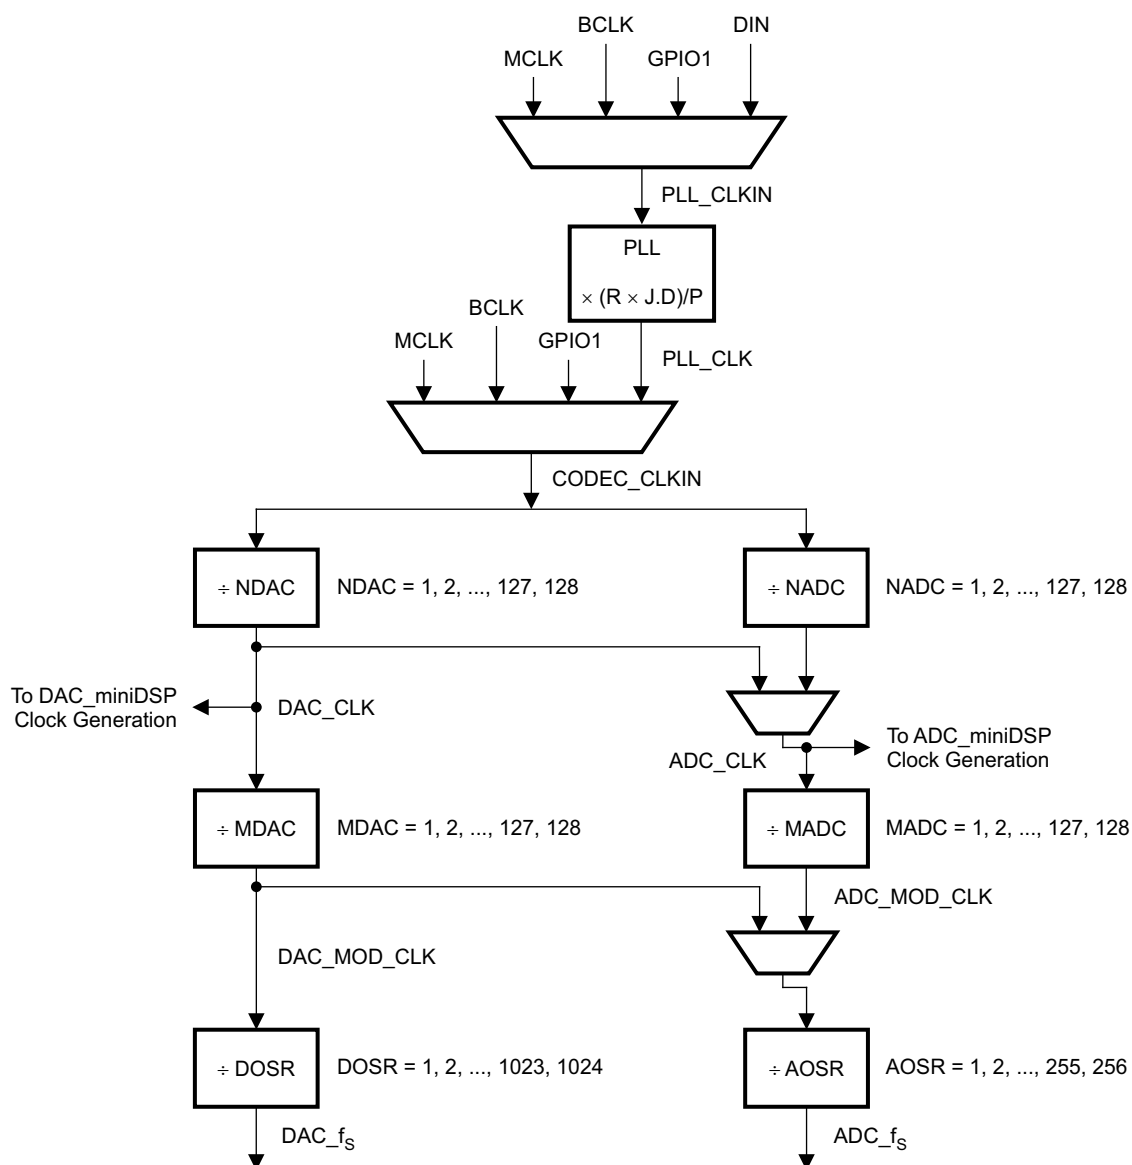 BCLK
DIN
MCLK
GPIO1
PLL_CLKIN
PLL
× (R × J.D)/P
BCLK
MCLK
GPIO1
PLL_CLK
CODEC_CLKIN
÷ NDAC
NDAC = 1, 2, ..., 127, 128
÷ NADC
NADC = 1, 2, ..., 127, 128
To DAC_miniDSP
Clock Generation
DAC_CLK
ADC_CLK
To ADC_miniDSP
Clock Generation
÷ MDAC
MDAC = 1, 2, ..., 127, 128
÷ MADC
MADC = 1, 2, ..., 127, 128
ADC_MOD_CLK
DAC_MOD_CLK
÷ DOSR
DOSR = 1, 2, ..., 1023, 1024
÷ AOSR
AOSR = 1, 2, ..., 255, 256
DAC_fS
ADC_fS